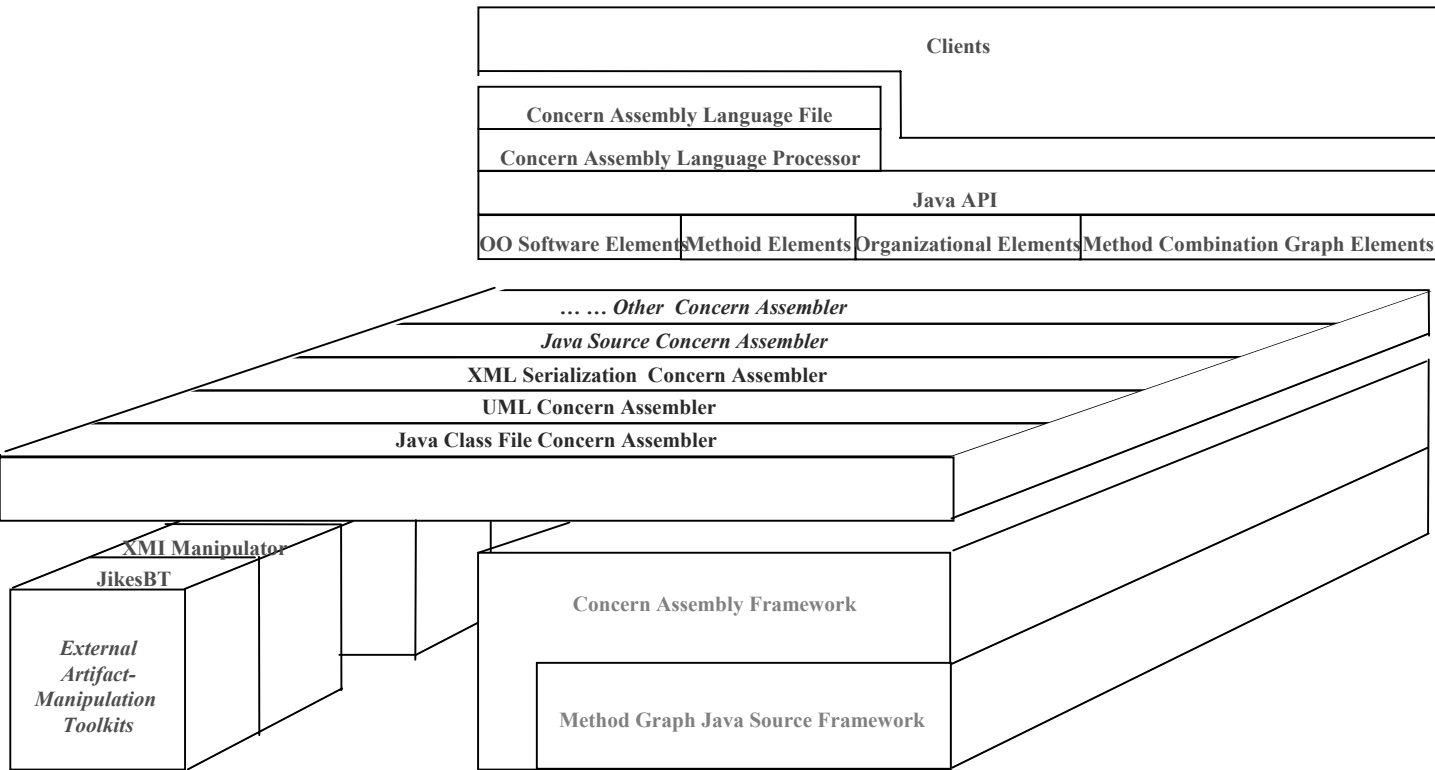 Clients
Concern Assembly Language File
Concern Assembly Language Processor
Java API
OO Software Elements Methoid Elements Organizational Elements Method Combination Graph Elements
… … Other Concern Assembler
Java Source Concern Assembler
XML Serialization Concern Assembler
UML Concern Assembler
Java Class File Concern Assembler
XMI Manipulator
JikesBT
External
Artifact-
Manipulation
Toolkits
Concern Assembly Framework
Method Graph Java Source Framework